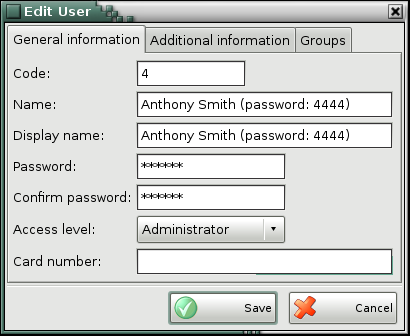 Edit User
General information Additional information Groups
Code: 4
Name: Anthony Smith (password: 4444)
Display name: Anthony Smith (password: 4444)
Password: ******
Confirm password: ******
Access level: Administrator
Card number:
Save Cancel